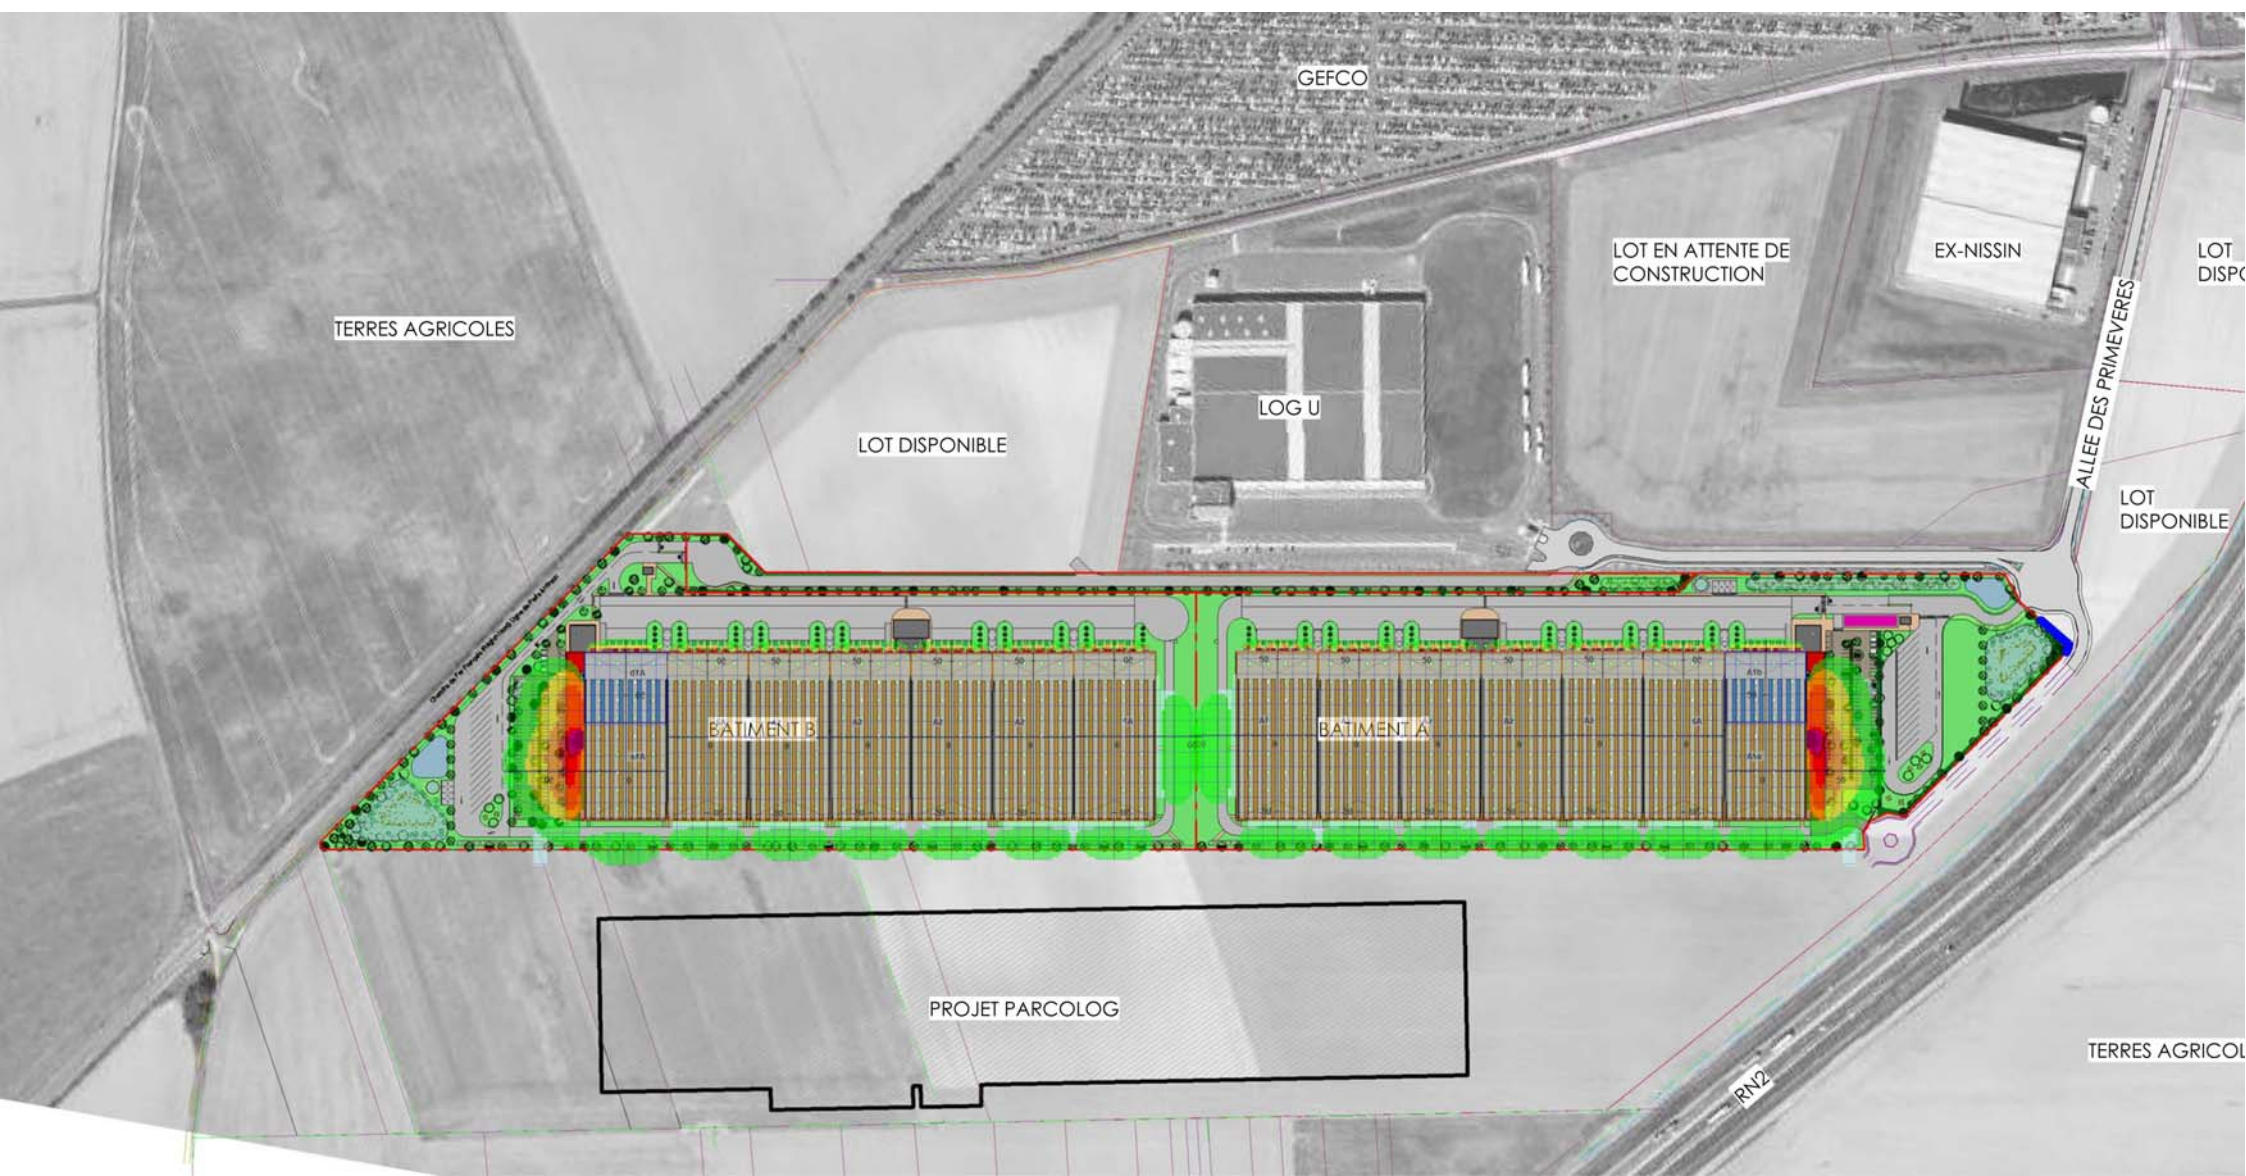 GEFCO
LOT EN ATTENTE DE
CONSTRUCTION
EX-NISSIN
LOT
TERRES AGRICOLES
ALLEE DES PRIMEVERES
LOG U
LOT DISPONIBLE
LOT
DISPONIBLE
BATIMENT B
BATIMENT A
PROJET PARCOLOG
RN2
TERRES AGRICOL